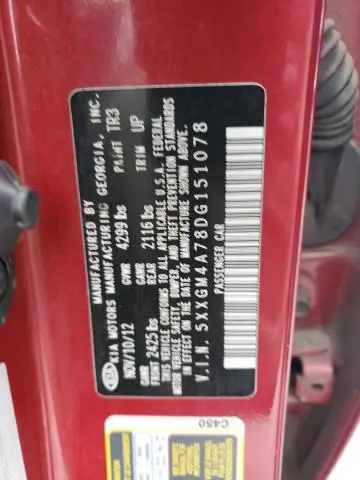 MANUFACTURED BY
KIA MOTORS MANUFACTURING GEORGIA, INC.
NOV/10/12 GVWR 4299 lbs PAINT TR3
GAWR FRONT 2425 lbs GAWR REAR 2116 lbs TRIM UP
THIS VEHICLE CONFORMS TO ALL APPLICABLE U.S.A. FEDERAL
MOTOR VEHICLE SAFETY, BUMPER, AND THEFT PREVENTION STANDARDS
IN EFFECT ON THE DATE OF MANUFACTURE SHOWN ABOVE.
V.I.N. 5XXGM4A78DG151078
PASSENGER CAR
C450